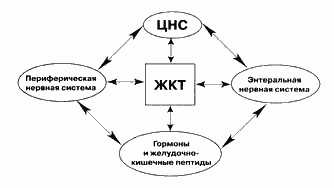 ЦНС
Периферическая
нервная система
ЖКТ
Энтеральная
нервная система
Гормоны
и желудочно-
кишечные пептиды